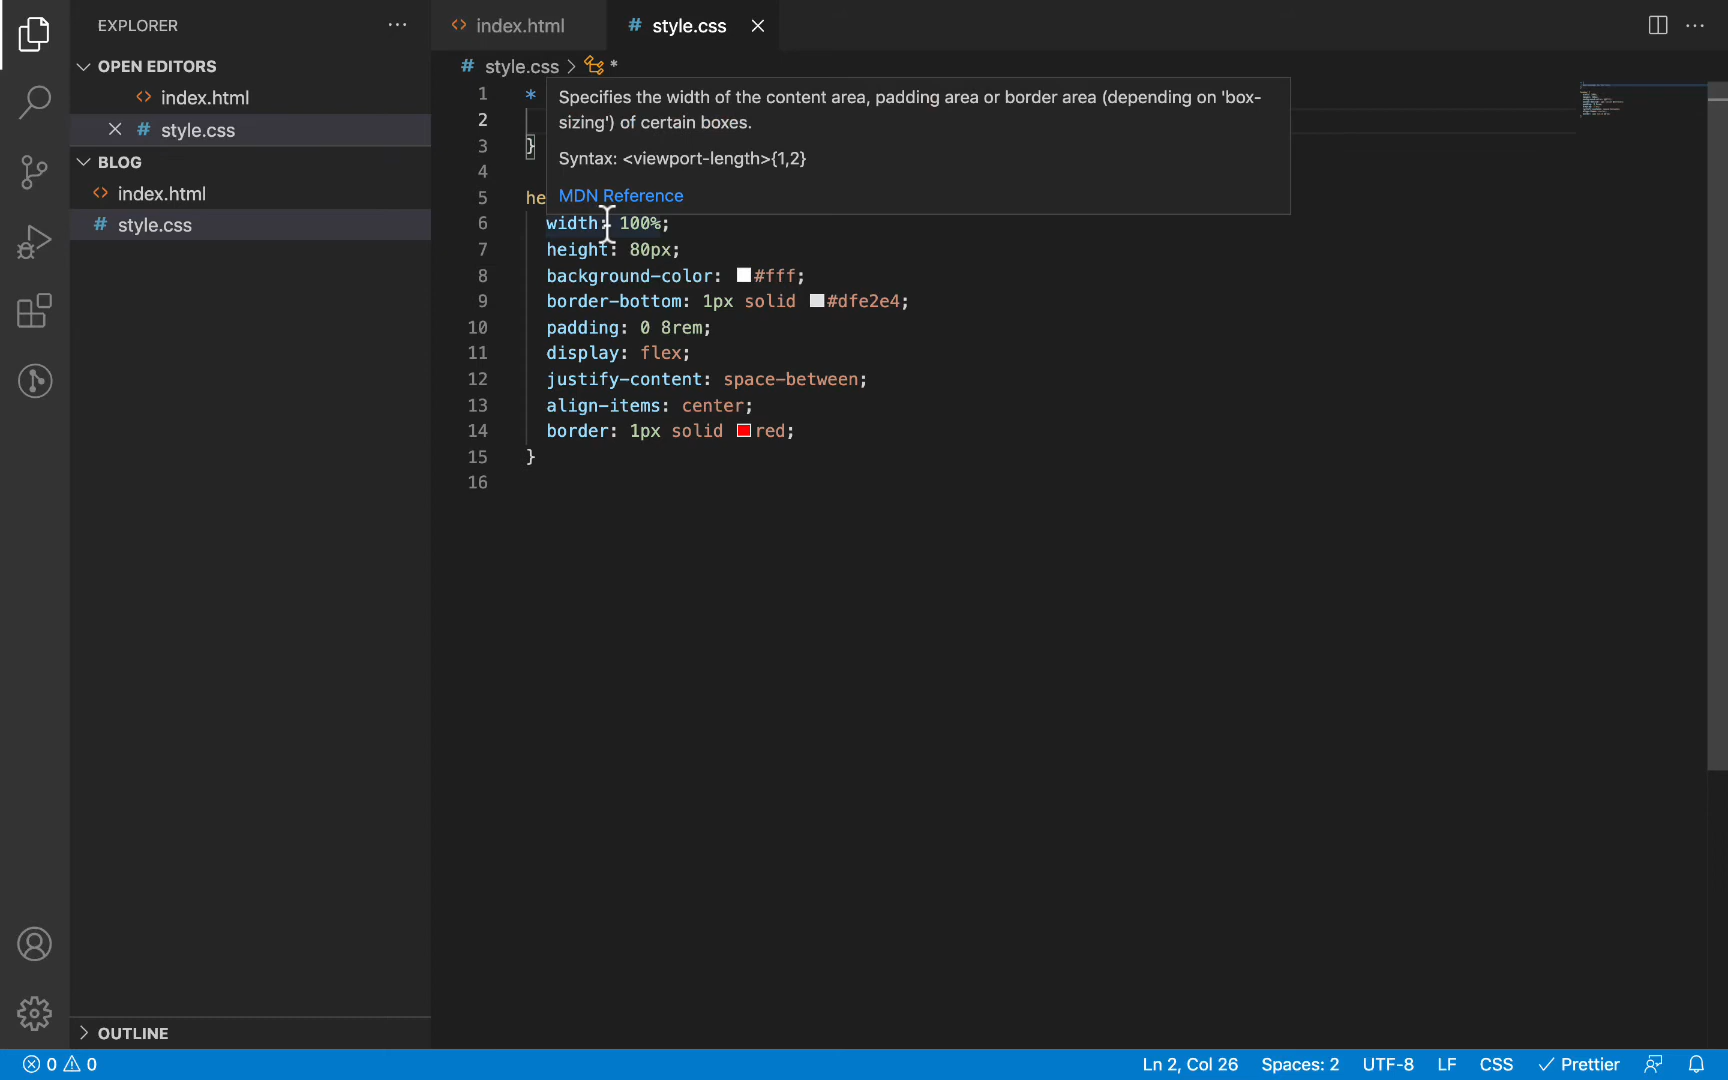 EXPLORER
OPEN EDITORS
index.html
style.css
BLOG
index.html
style.css
OUTLINE
index.html
style.css
# style.css > *
1 *
2
3 }
4
5 he
6 width: 100%;
7 height: 80px;
8 background-color: #fff;
9 border-bottom: 1px solid #dfe2e4;
10 padding: 0 8rem;
11 display: flex;
12 justify-content: space-between;
13 align-items: center;
14 border: 1px solid red;
15 }
16
Specifies the width of the content area, padding area or border area (depending on 'box-
sizing') of certain boxes.
Syntax: <viewport-length>{1,2}
MDN Reference
0 0
Ln 2, Col 26 Spaces: 2 UTF-8 LF CSS Prettier